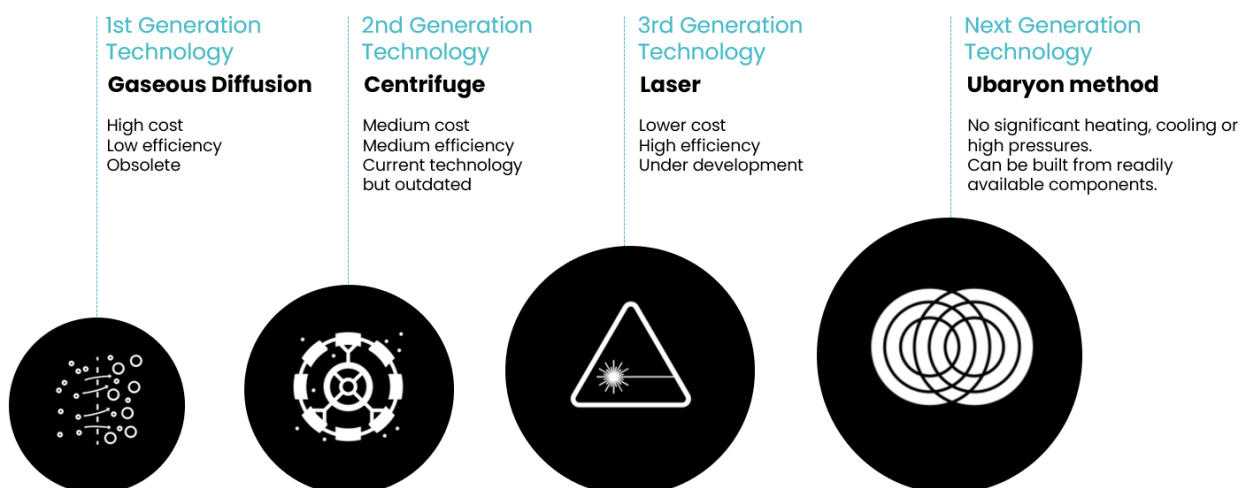 1st Generation
Technology
Gaseous Diffusion
High cost
Low efficiency
Obsolete
2nd Generation
Technology
Centrifuge
Medium cost
Medium efficiency
Current technology
but outdated
3rd Generation
Technology
Laser
Lower cost
High efficiency
Under development
Next Generation
Technology
Ubaryon method
No significant heating, cooling or
high pressures.
Can be built from readily
available components.